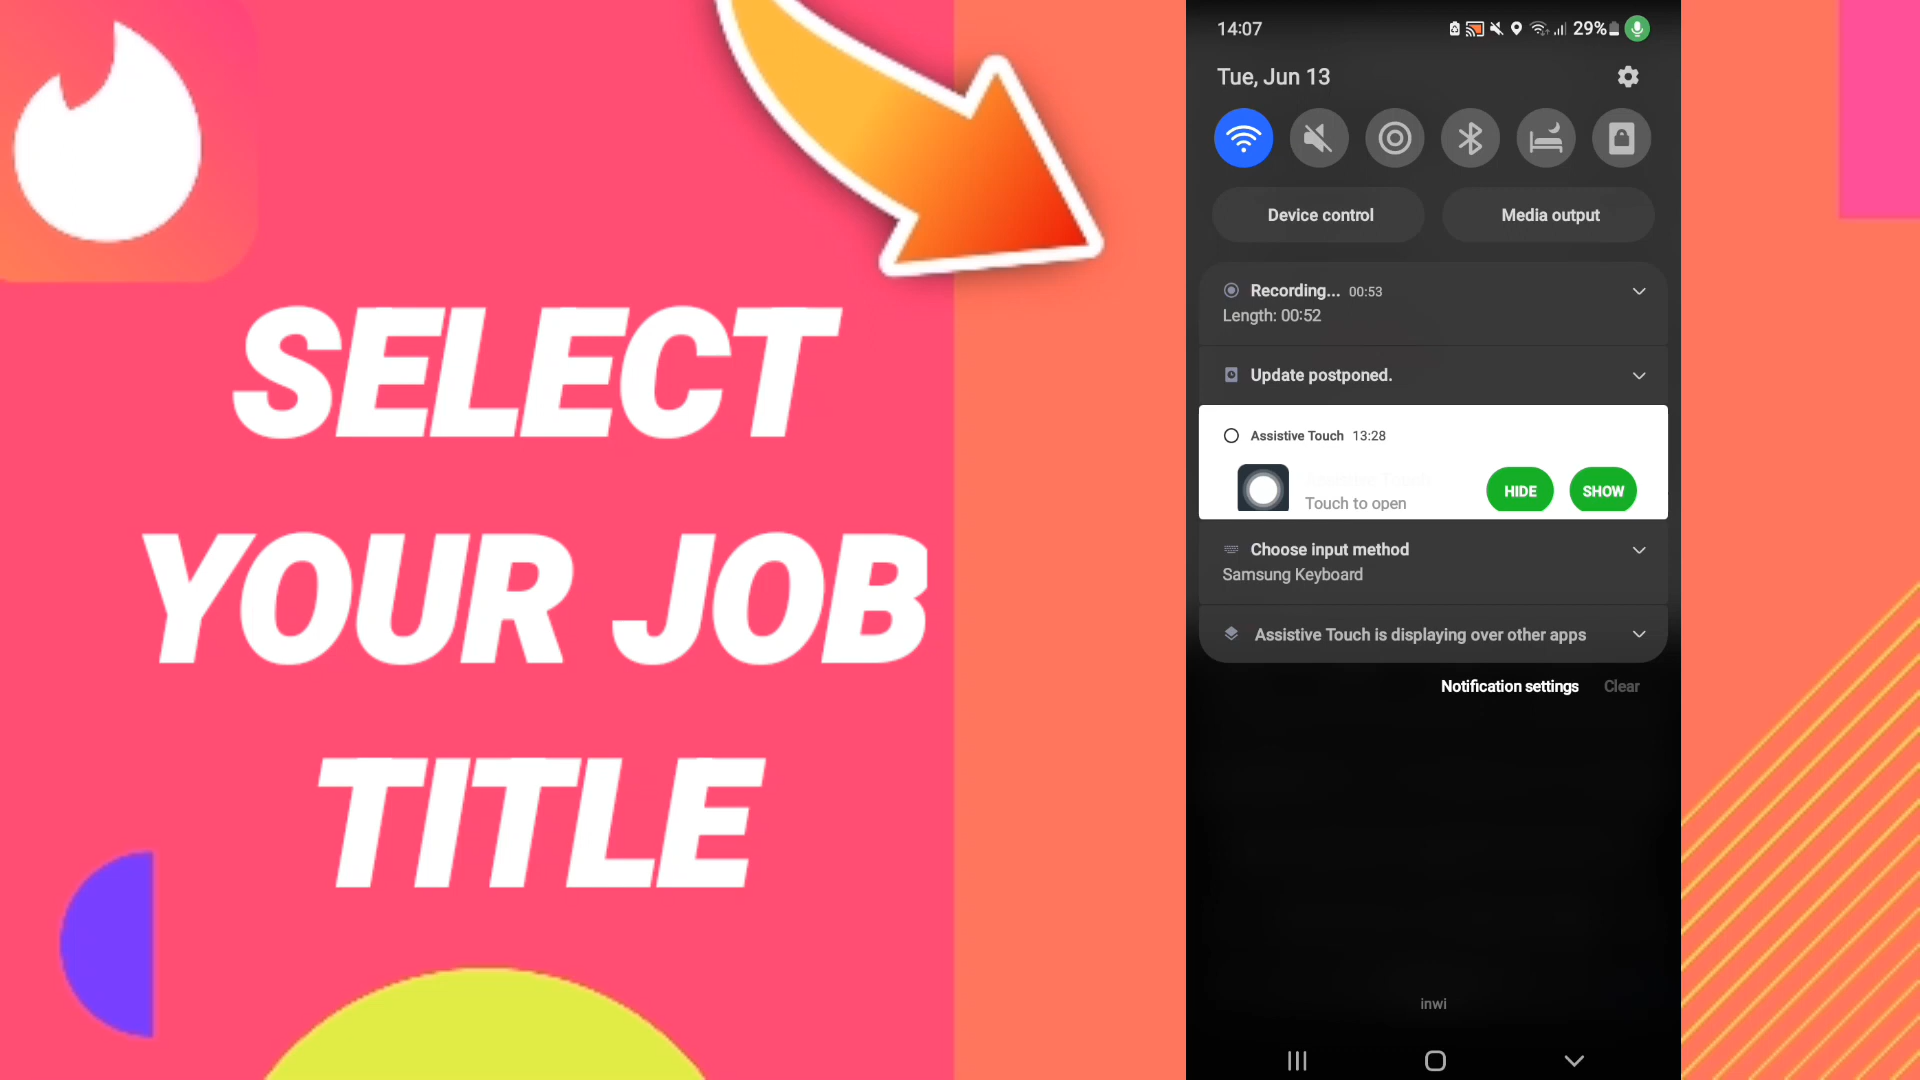 SELECT
YOUR JOB
TITLE
14:07
29%
Tue, Jun 13
Device control
Media output
Recording... 00:53
Length: 00:52
Update postponed.
Assistive Touch 13:28
Touch to open
HIDE
SHOW
Choose input method
Samsung Keyboard
Assistive Touch is displaying over other apps
Notification settings
Clear
inwi